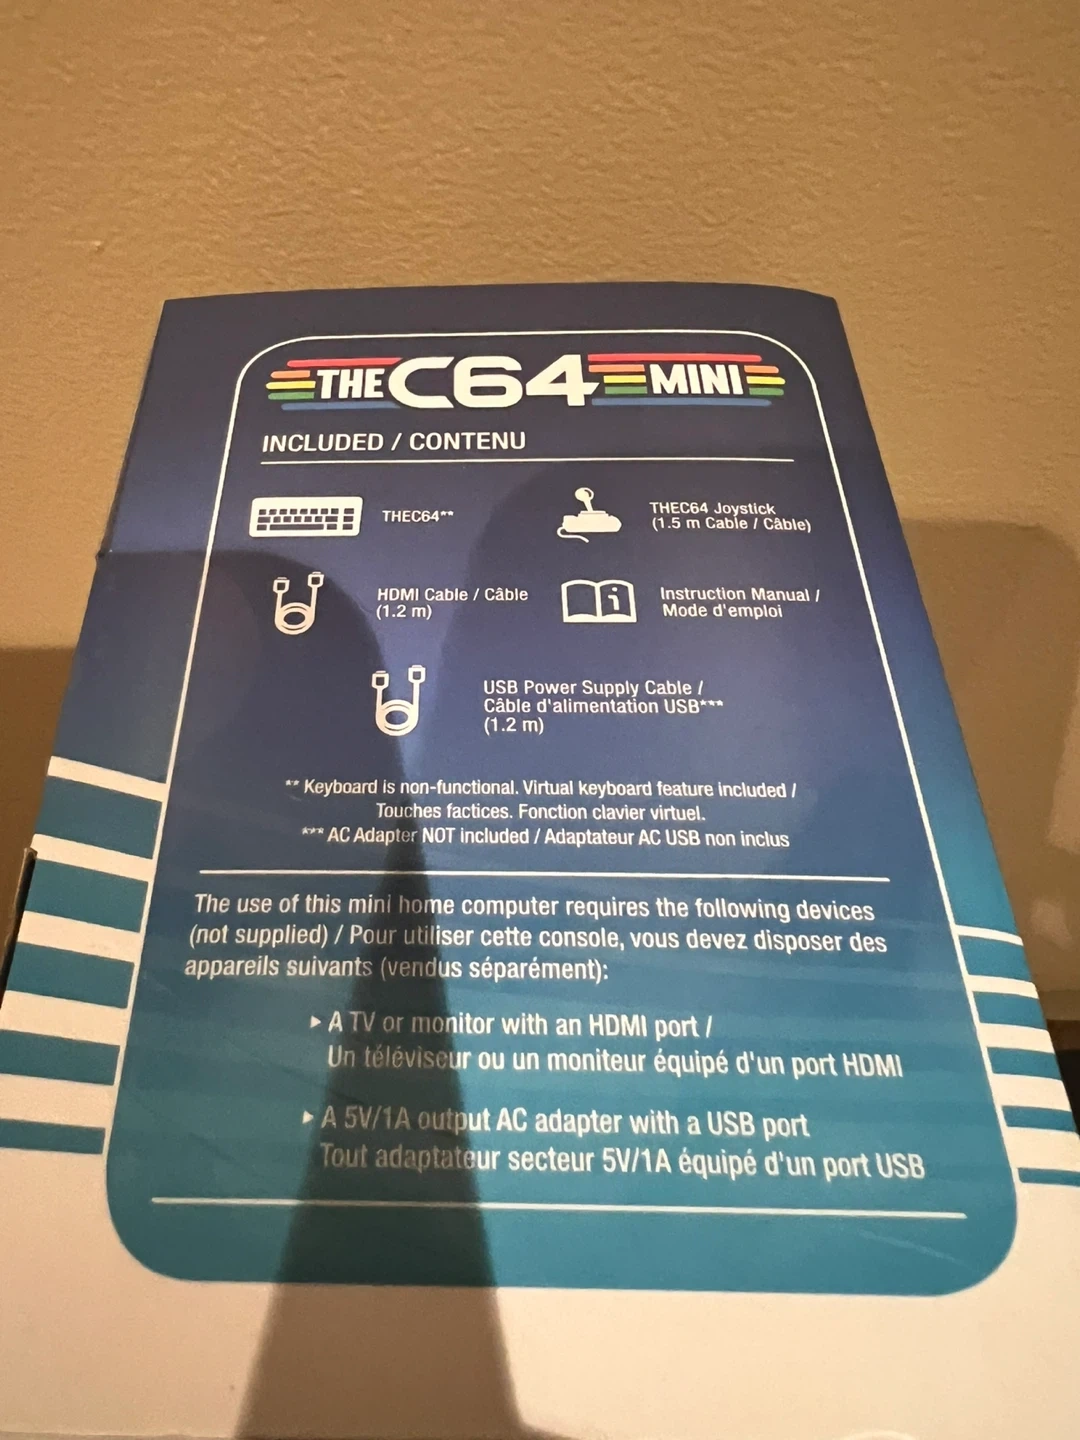 THEC64 MINI
INCLUDED / CONTENU
THEC64**
THEC64 Joystick
(1.5 m Cable / Câble)
HDMI Cable / Câble
(1.2 m)
Instruction Manual /
Mode d'emploi
USB Power Supply Cable /
Câble d'alimentation USB***
(1.2 m)
** Keyboard is non-functional. Virtual keyboard feature included /
Touches factices. Fonction clavier virtuel.
*** AC Adapter NOT included / Adaptateur AC USB non inclus
The use of this mini home computer requires the following devices
(not supplied) / Pour utiliser cette console, vous devez disposer des
appareils suivants (vendus séparément):
▸ A TV or monitor with an HDMI port /
Un téléviseur ou un moniteur équipé d'un port HDMI
▸ A 5V/1A output AC adapter with a USB port
Tout adaptateur secteur 5V/1A équipé d'un port USB